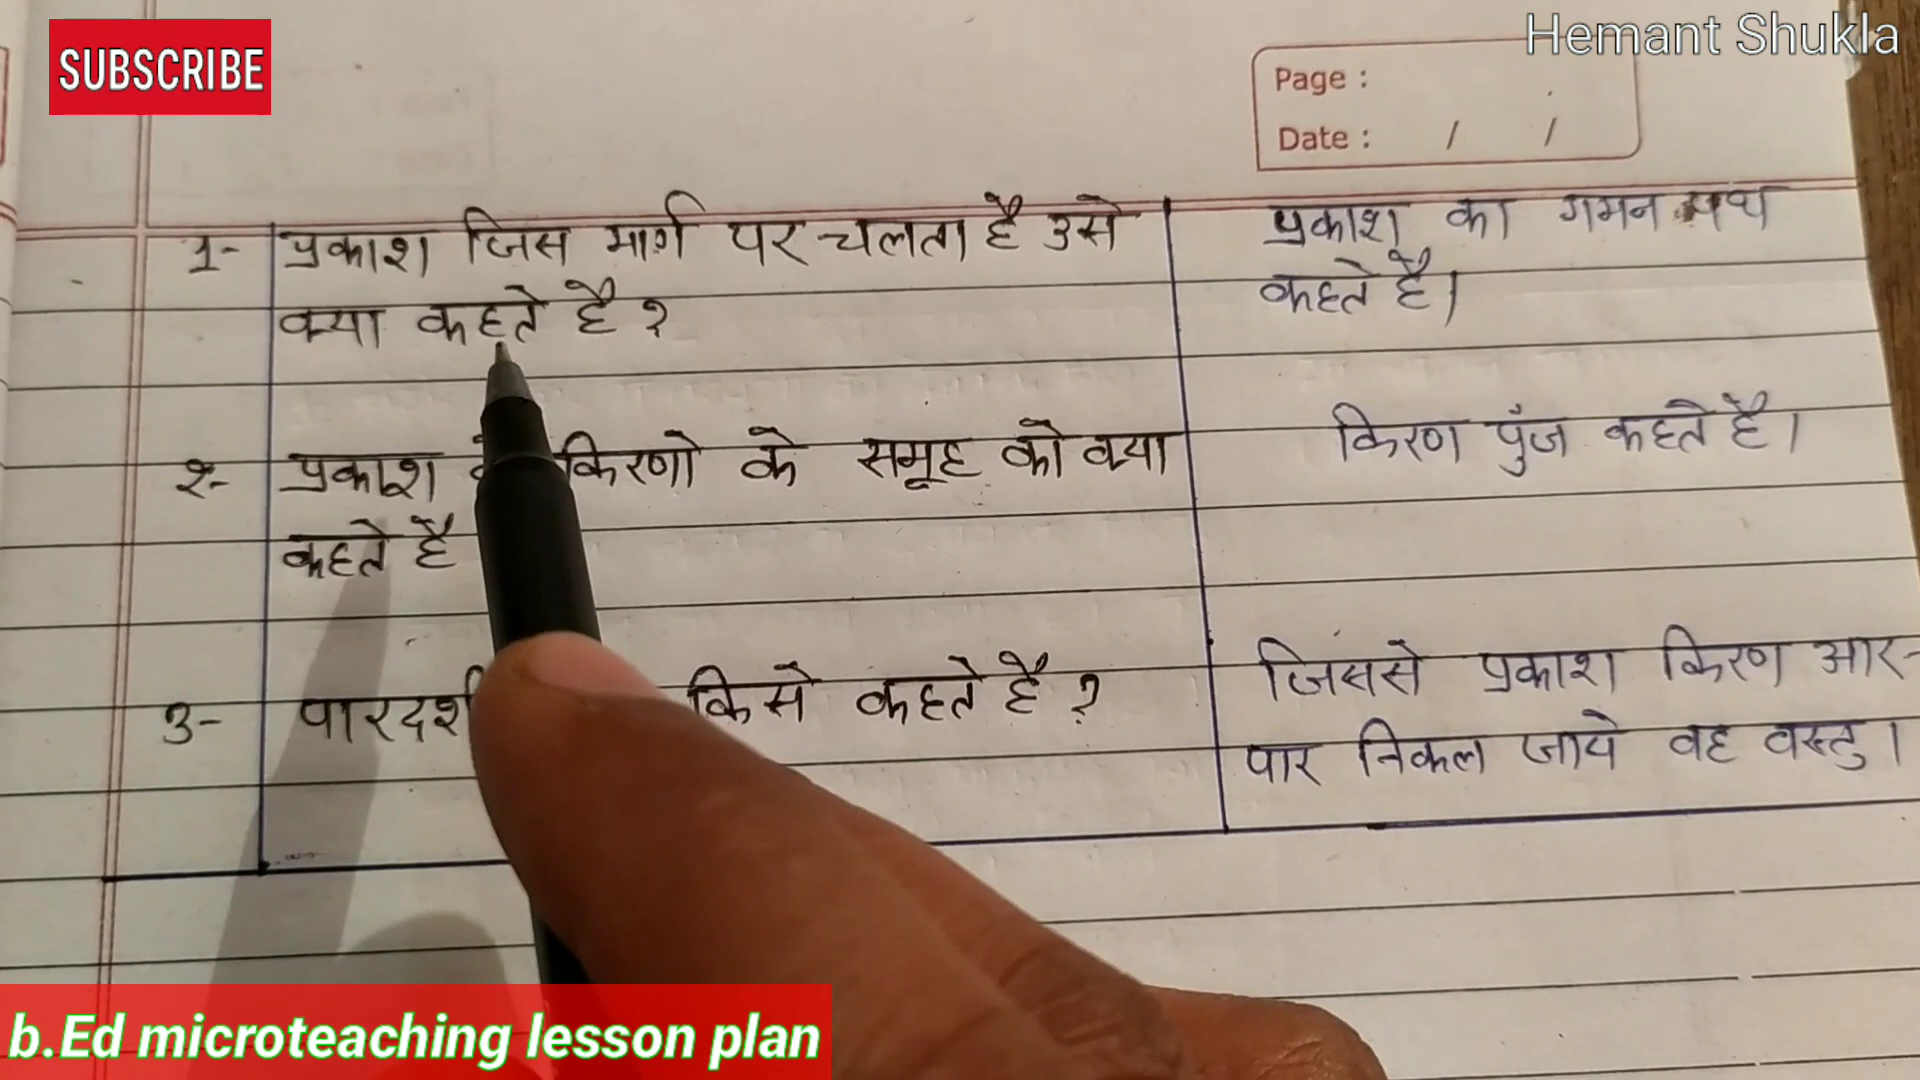 SUBSCRIBE
Hemant Shukla
Page :
Date : / /
1- प्रकाश जिस मार्ग पर चलता है उसे
क्या कहते है ?
प्रकाश का गमन पथ
कहते है।
२- प्रकाश किरणो के समूह को क्या
कहते है
किरण पुँज कहते है।
3- किसे कहते है ?
जिससे प्रकाश किरण आर-
पार निकल जाये वह वस्तु।
b.Ed microteaching lesson plan